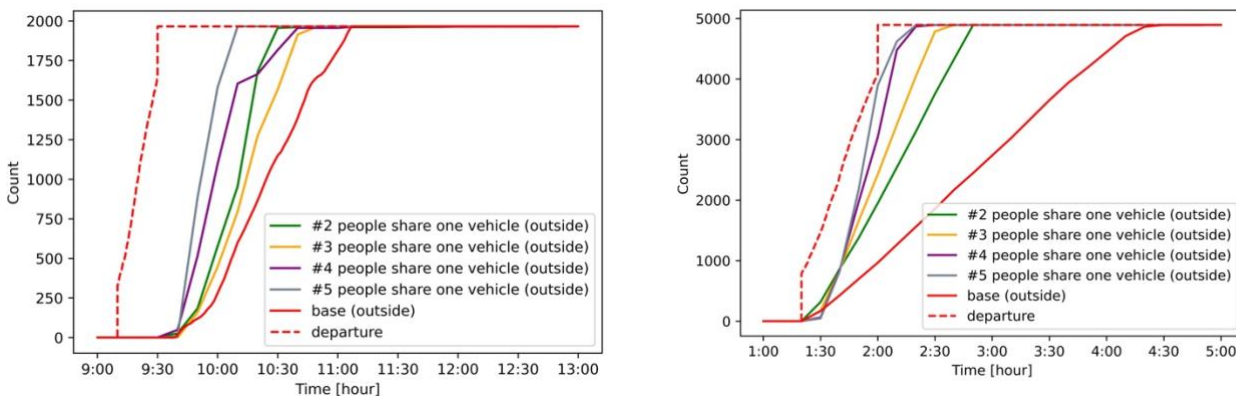 2000
1750
1500
1250
1000
750
500
250
0
Count
9:00 9:30 10:00 10:30 11:00 11:30 12:00 12:30 13:00
Time [hour]
#2 people share one vehicle (outside)
#3 people share one vehicle (outside)
#4 people share one vehicle (outside)
#5 people share one vehicle (outside)
base (outside)
departure
5000
4000
3000
2000
1000
0
Count
1:00 1:30 2:00 2:30 3:00 3:30 4:00 4:30 5:00
Time [hour]
#2 people share one vehicle (outside)
#3 people share one vehicle (outside)
#4 people share one vehicle (outside)
#5 people share one vehicle (outside)
base (outside)
departure